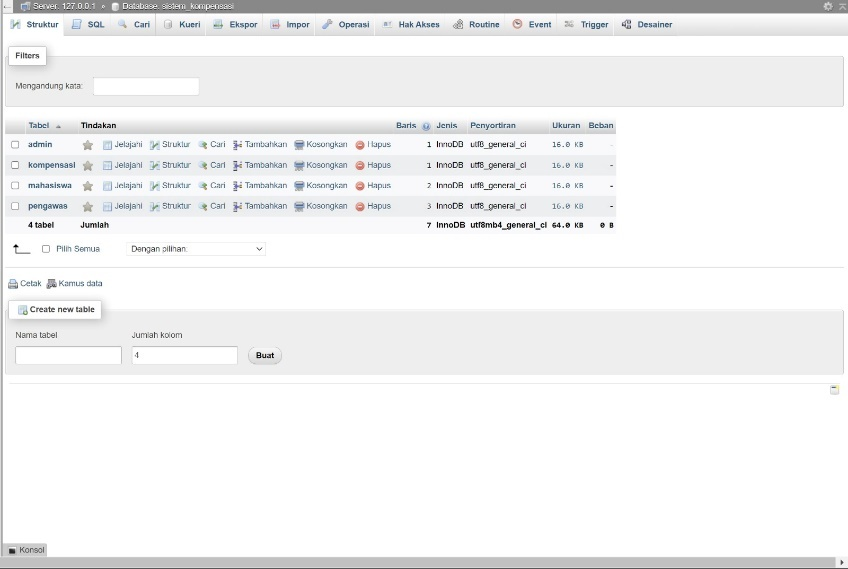 Server: 127.0.0.1 » Database: sistem_kompensasi
Struktur SQL Cari Kueri Ekspor Impor Operasi Hak Akses Routine Event Trigger Desainer
Filters
Mengandung kata:
Tabel Tindakan Baris Jenis Penyortiran Ukuran Beban
admin Jelajahi Struktur Cari Tambahkan Kosongkan Hapus 1 InnoDB utf8_general_ci 16.0 KB -
kompensasi Jelajahi Struktur Cari Tambahkan Kosongkan Hapus 1 InnoDB utf8_general_ci 16.0 KB -
mahasiswa Jelajahi Struktur Cari Tambahkan Kosongkan Hapus 2 InnoDB utf8_general_ci 16.0 KB -
pengawas Jelajahi Struktur Cari Tambahkan Kosongkan Hapus 3 InnoDB utf8_general_ci 16.0 KB -
4 tabel Jumlah 7 InnoDB utf8mb4_general_ci 64.0 KB 0 B
Pilih Semua Dengan pilihan:
Cetak Kamus data
Create new table
Nama tabel Jumlah kolom
4 Buat
Konsol